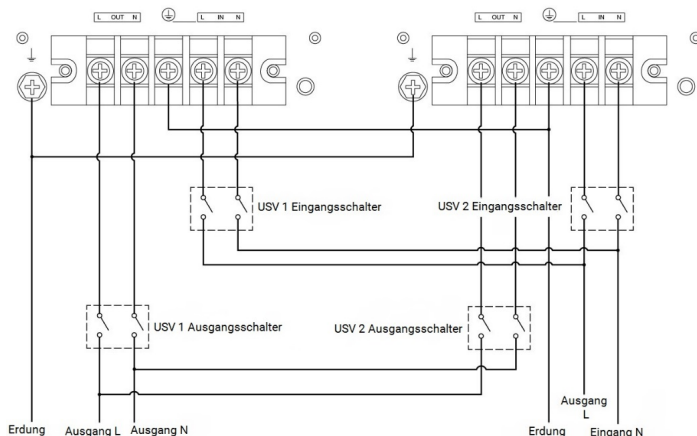 L OUT N
L IN N
L OUT N
L IN N
USV 1 Eingangsschalter
USV 2 Eingangsschalter
USV 1 Ausgangsschalter
USV 2 Ausgangsschalter
Ausgang
L
Erdung
Ausgang L
Ausgang N
Erdung
Eingang N